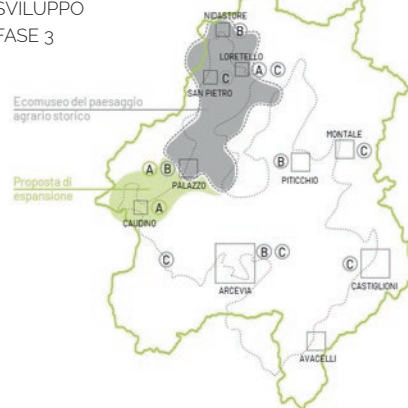 SVILUPPO
FASE 3
NIDASTORE
B
LORETELLO
A C
C
SAN PIETRO
Ecomuseo del paesaggio
agrario storico
MONTALE
C
B
PITICCHIO
A B
PALAZZO
Proposta di
espansione
A
CAUDINO
C
B C
ARCEVIA
C
CASTIGLIONI
AVACELLI